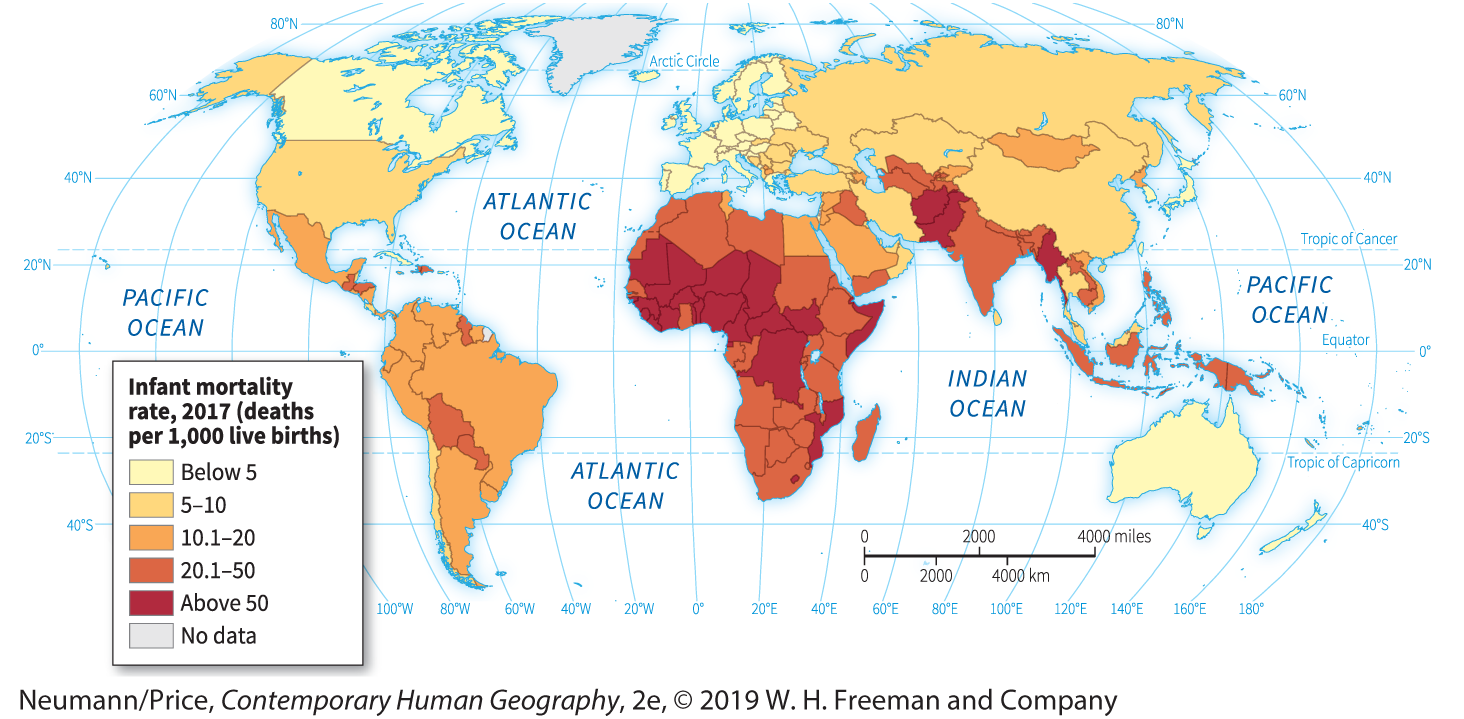 80°N
80°N
Arctic Circle
60°N
60°N
40°N
40°N
ATLANTIC
OCEAN
Tropic of Cancer
20°N
20°N
PACIFIC
OCEAN
PACIFIC
OCEAN
Equator
0°
0°
INDIAN
OCEAN
20°S
20°S
Tropic of Capricorn
ATLANTIC
OCEAN
40°S
40°S
Infant mortality
rate, 2017 (deaths
per 1,000 live births)
Below 5
5–10
10.1–20
20.1–50
Above 50
No data
0 2000 4000 miles
0 2000 4000 km
100°W 80°W 60°W 40°W 20°W 0° 20°E 40°E 60°E 80°E 100°E 120°E 140°E 160°E 180°
Neumann/Price, Contemporary Human Geography, 2e, © 2019 W. H. Freeman and Company